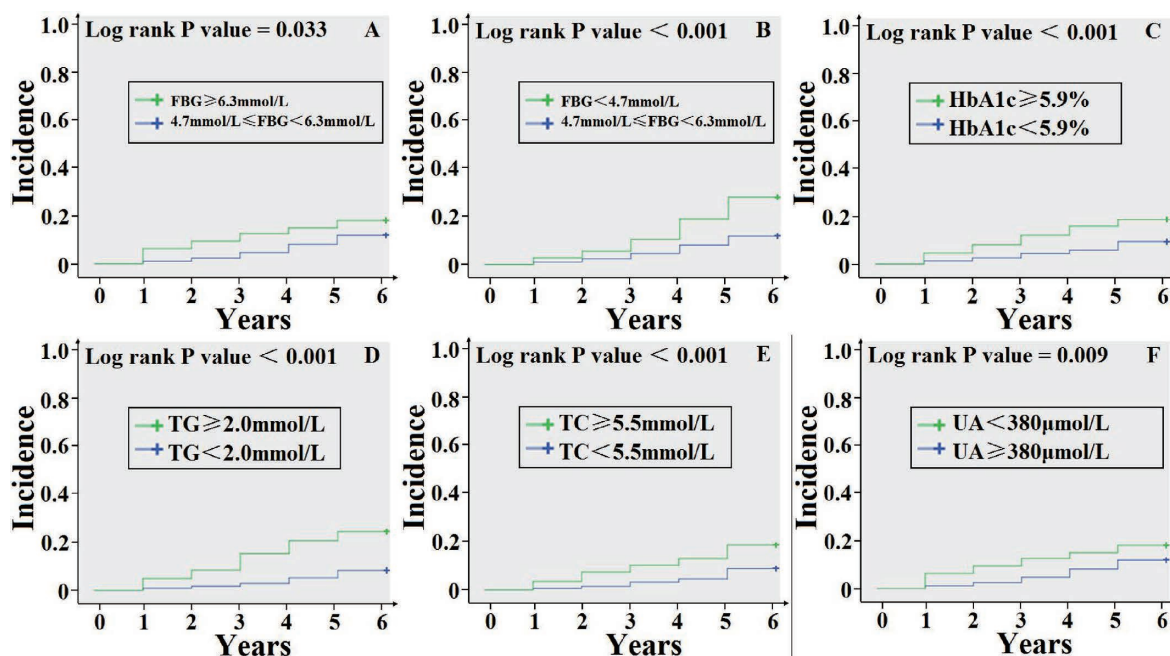 Log rank P value = 0.033 A
FBG≥6.3mmol/L
4.7mmol/L≤FBG<6.3mmol/L
Incidence
1.0
0.8
0.6
0.4
0.2
0
0 1 2 3 4 5 6
Years
Log rank P value < 0.001 B
FBG<4.7mmol/L
4.7mmol/L≤FBG<6.3mmol/L
Incidence
1.0
0.8
0.6
0.4
0.2
0
0 1 2 3 4 5 6
Years
Log rank P value < 0.001 C
HbA1c≥5.9%
HbA1c<5.9%
Incidence
1.0
0.8
0.6
0.4
0.2
0
0 1 2 3 4 5 6
Years
Log rank P value < 0.001 D
TG≥2.0mmol/L
TG<2.0mmol/L
Incidence
1.0
0.8
0.6
0.4
0.2
0
0 1 2 3 4 5 6
Years
Log rank P value < 0.001 E
TC≥5.5mmol/L
TC<5.5mmol/L
Incidence
1.0
0.8
0.6
0.4
0.2
0
0 1 2 3 4 5 6
Years
Log rank P value = 0.009 F
UA<380μmol/L
UA≥380μmol/L
Incidence
1.0
0.8
0.6
0.4
0.2
0
0 1 2 3 4 5 6
Years